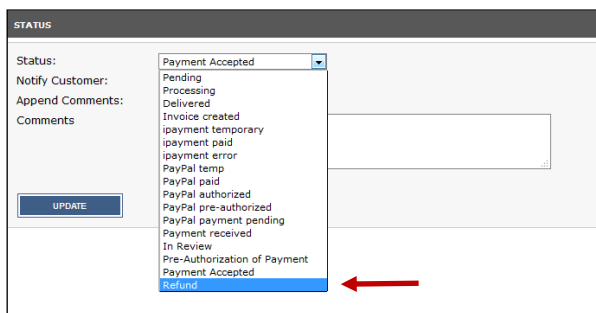 STATUS
Status:
Payment Accepted
Notify Customer:
Append Comments:
Comments
Pending
Processing
Delivered
Invoice created
ipayment temporary
ipayment paid
ipayment error
PayPal temp
PayPal paid
PayPal authorized
PayPal pre-authorized
PayPal payment pending
Payment received
In Review
Pre-Authorization of Payment
Payment Accepted
Refund
UPDATE